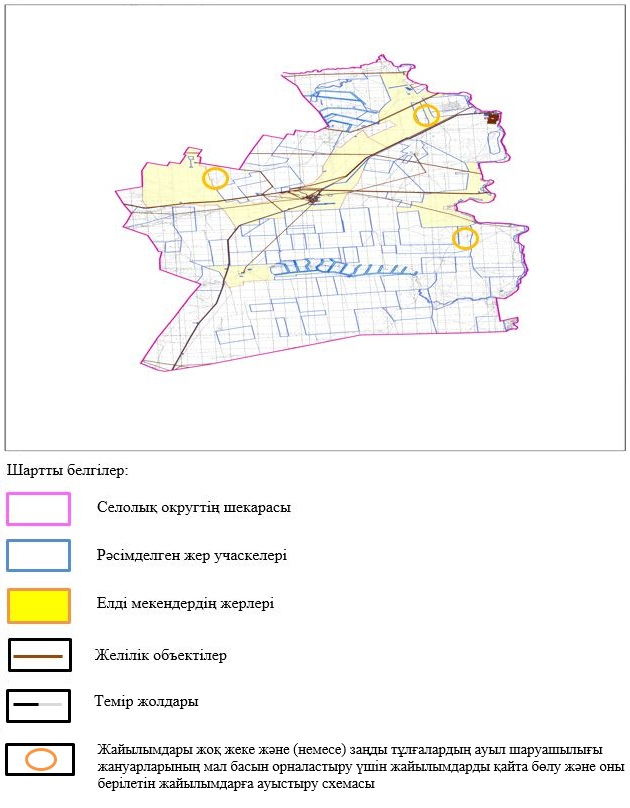 Шартты белгілер:
Селолық округтің шекарасы
Рәсімделген жер учаскелері
Елді мекендердің жерлері
Желілік объектілер
Темір жолдары
Жайылымдары жоқ жеке және (немесе) заңды тұлғалардың ауыл шаруашылығы
жануарларының мал басын орналастыру үшін жайылымдарды қайта бөлу және оны
берілетін жайылымдарға ауыстыру схемасы